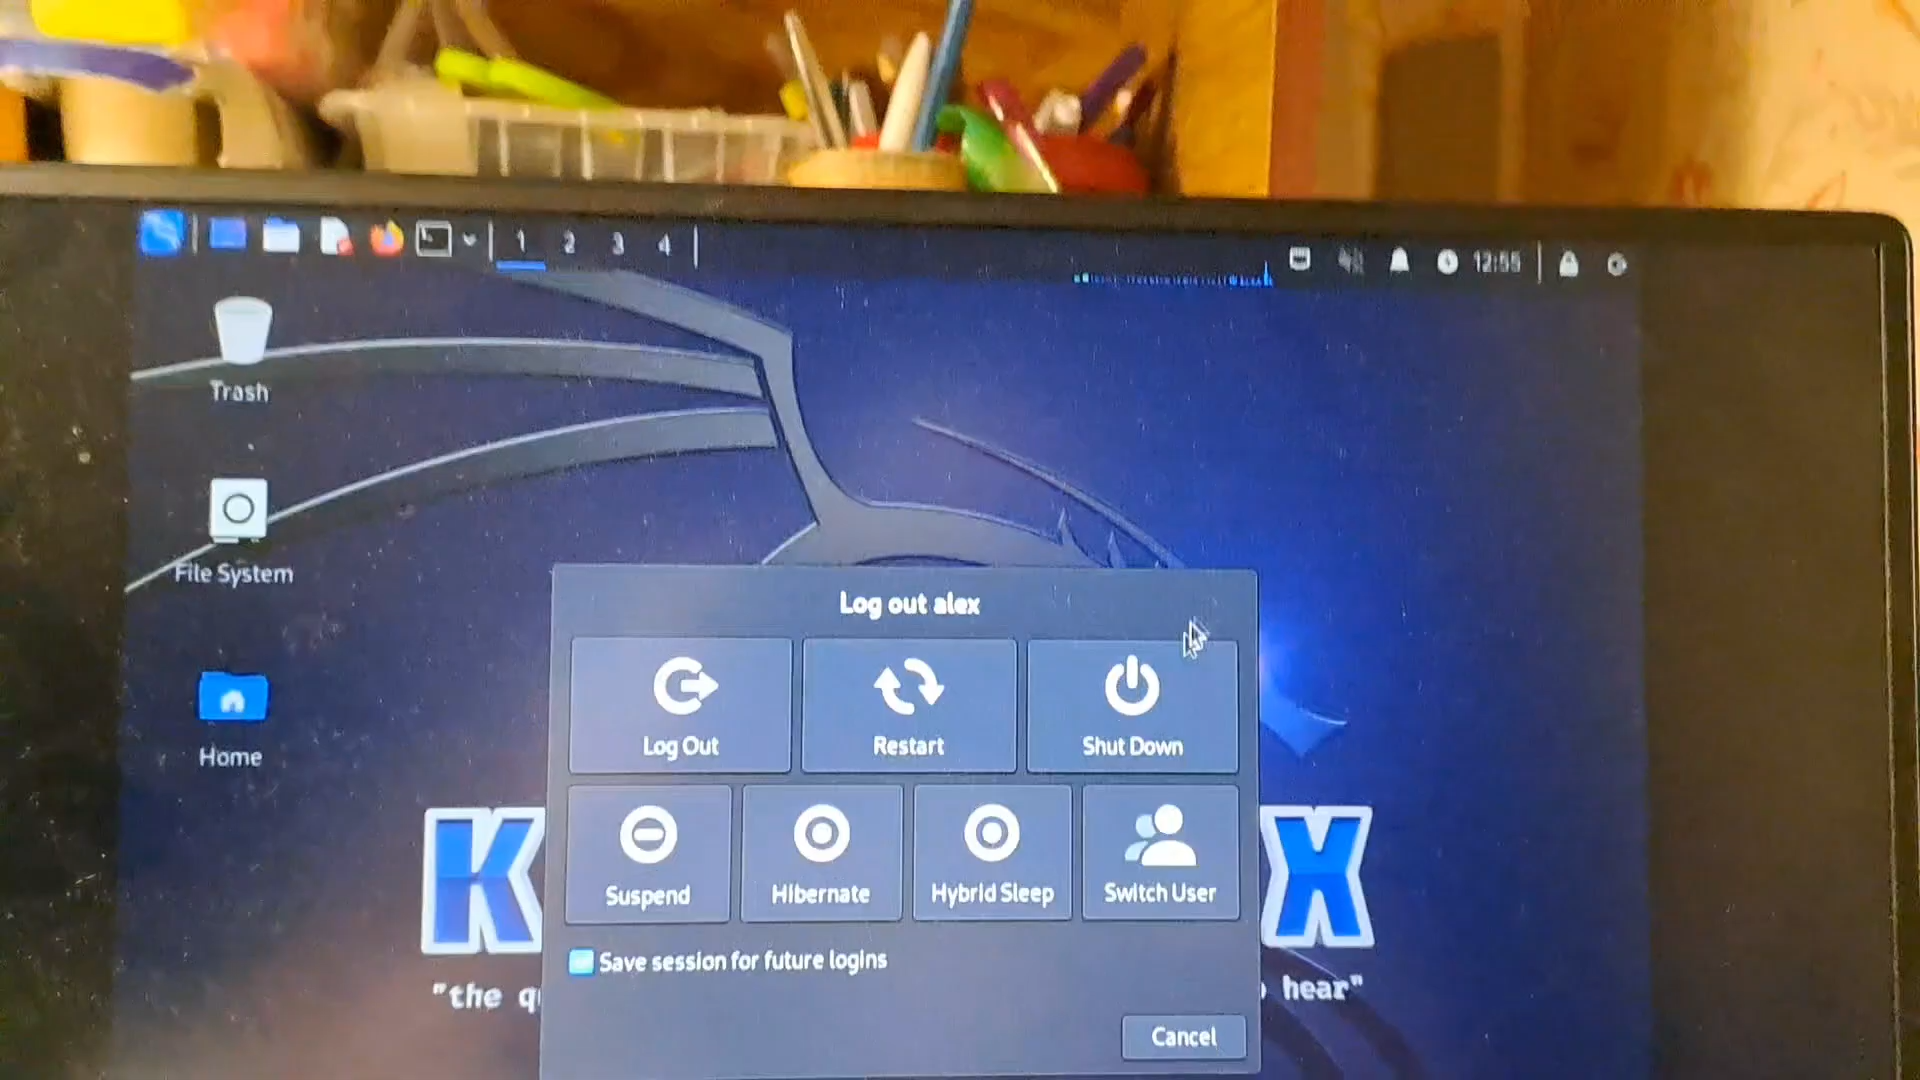 1 2 3 4
12:55
Trash
File System
Home
Log out alex
Log Out Restart Shut Down
Suspend Hibernate Hybrid Sleep Switch User
K X
Save session for future logins
"the hear"
Cancel